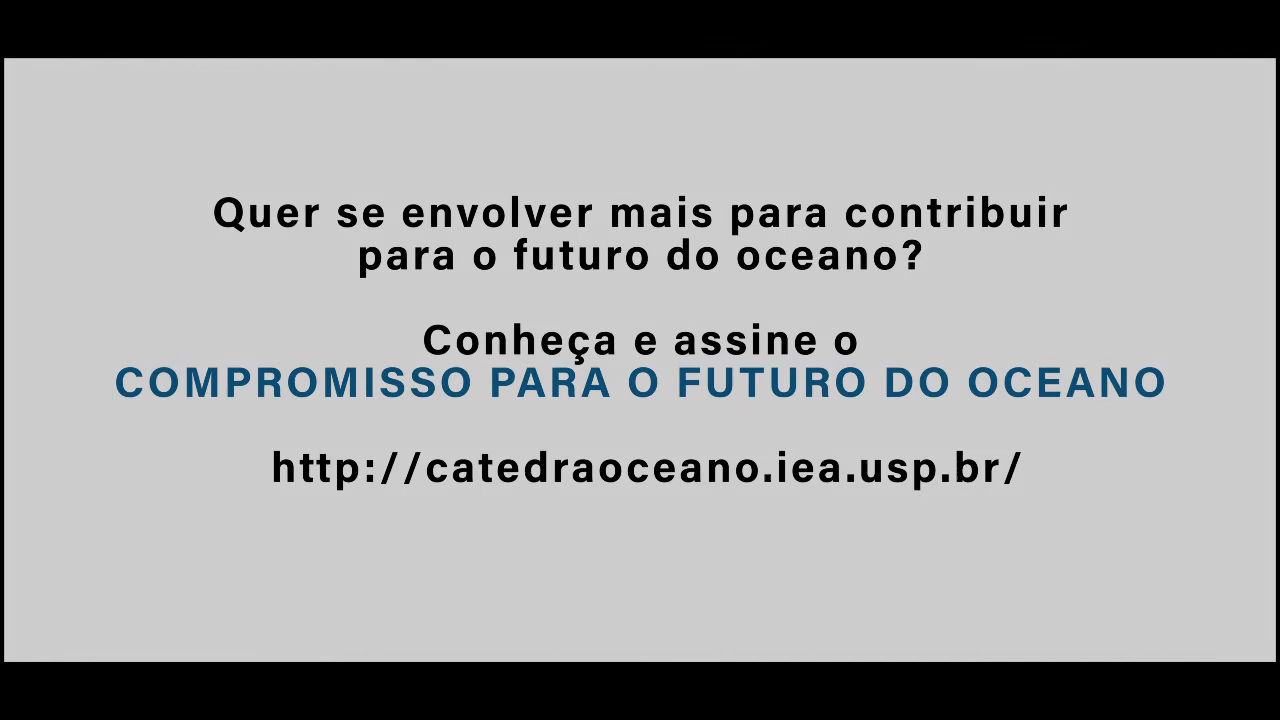 Quer se envolver mais para contribuir
para o futuro do oceano?
Conheça e assine o
COMPROMISSO PARA O FUTURO DO OCEANO
http://catedraoceano.iea.usp.br/